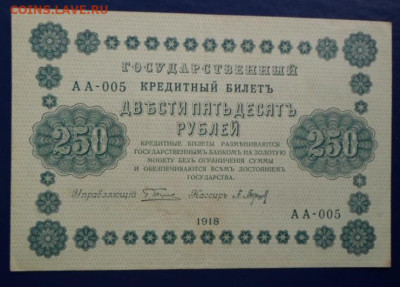 COINS.LAVE.RU
ГОСУДАРСТВЕННЫЙ
АА-005 КРЕДИТНЫЙ БИЛЕТЪ
ДВѢСТИ ПЯТЬДЕСЯТЪ
РУБЛЕЙ
250 250
КРЕДИТНЫЕ БИЛЕТЫ РАЗМѢНИВАЮТСЯ
ГОСУДАРСТВЕННЫМЪ БАНКОМЪ НА ЗОЛОТУЮ
МОНЕТУ БЕЗЪ ОГРАНИЧЕНІЯ СУММЫ
И ОБЕЗПЕЧИВАЮТСЯ ВСѢМЪ ДОСТОЯНІЕМЪ
ГОСУДАРСТВА.
Управляющій Кассиръ
1918
АА-005